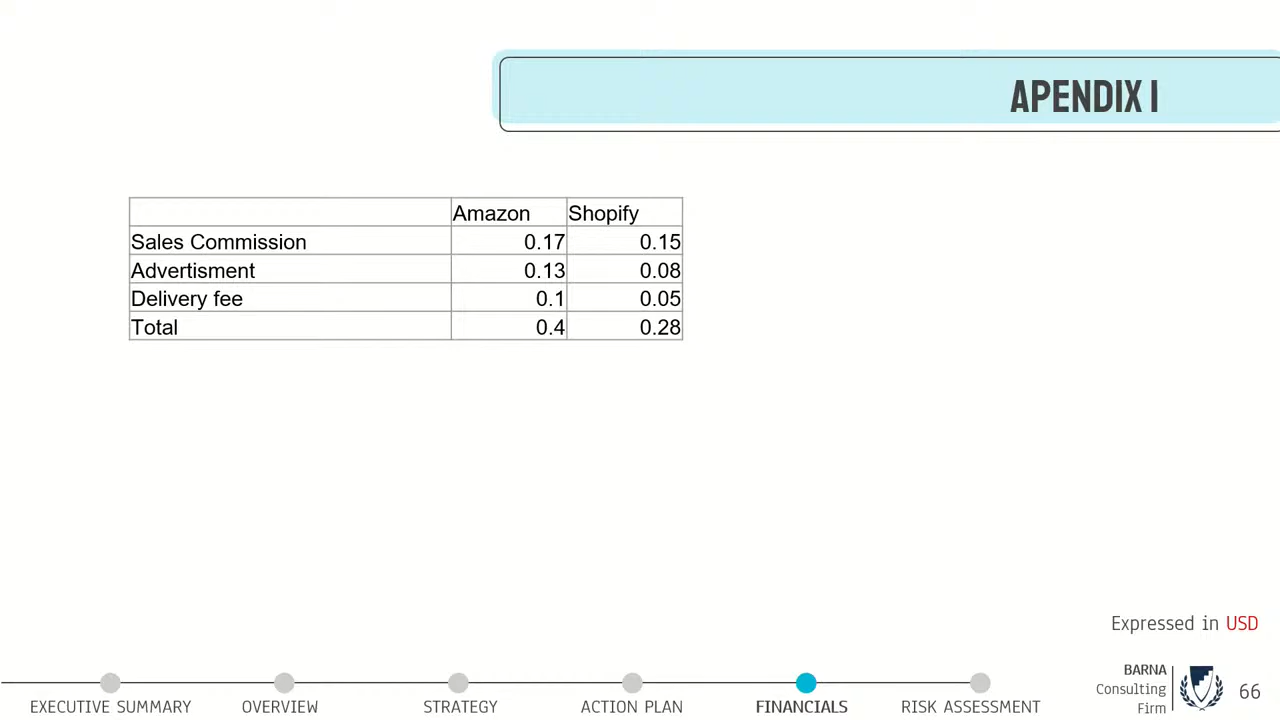 APENDIX I
Amazon Shopify
Sales Commission 0.17 0.15
Advertisment 0.13 0.08
Delivery fee 0.1 0.05
Total 0.4 0.28
Expressed in USD
EXECUTIVE SUMMARY OVERVIEW STRATEGY ACTION PLAN FINANCIALS RISK ASSESSMENT
BARNA
Consulting
Firm
66